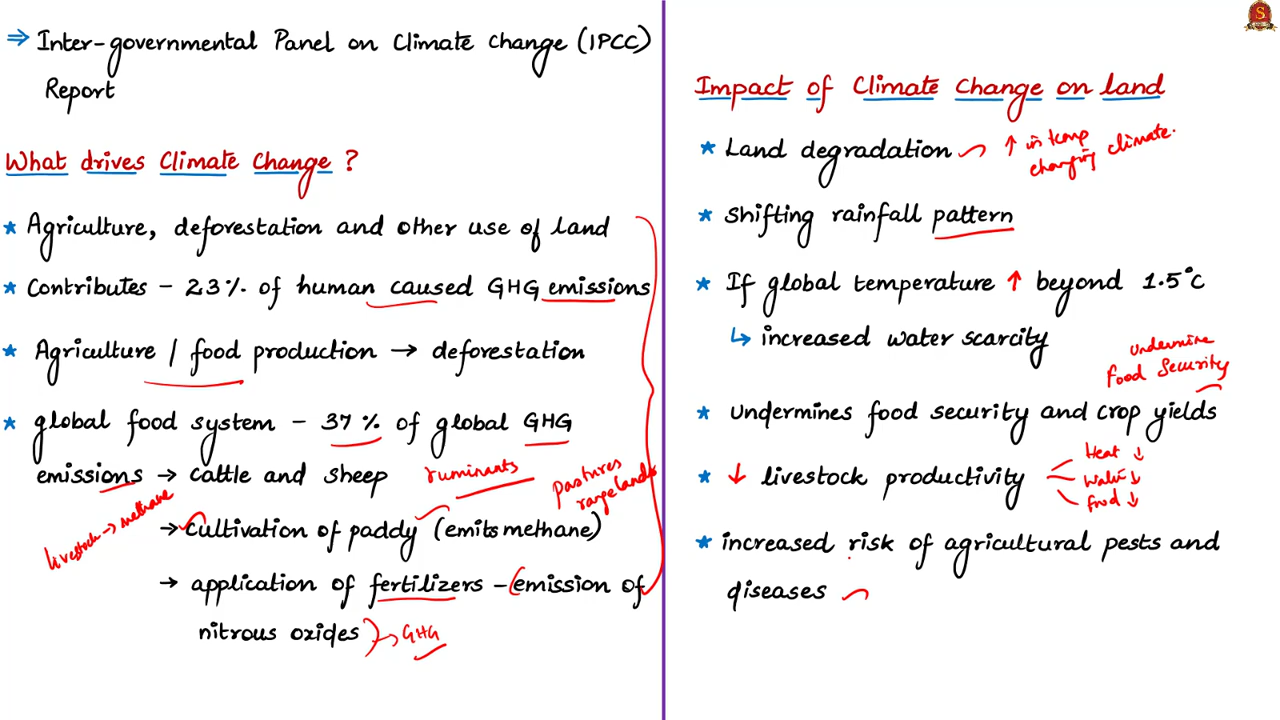 ⇒ Inter-governmental Panel on Climate Change (IPCC)
Report
What drives Climate Change ?
* Agriculture, deforestation and other use of land
* Contributes - 23% of human caused GHG emissions
* Agriculture / food production → deforestation
* global food system - 37% of global GHG
emissions → cattle and sheep
ruminants
pastures
rangelands
livestock → methane
→ cultivation of paddy (emits methane)
→ application of fertilizers - (emission of
nitrous oxides } → GHG
Impact of Climate Change on land
* Land degradation
↑ in temp
changing climate.
* Shifting rainfall pattern
* If global temperature ↑ beyond 1.5°C
↳ increased water scarcity
undermine
food security
* undermines food security and crop yields
* ↓ livestock productivity
Heat ↓
Water ↓
food ↓
* increased risk of agricultural pests and
diseases
S